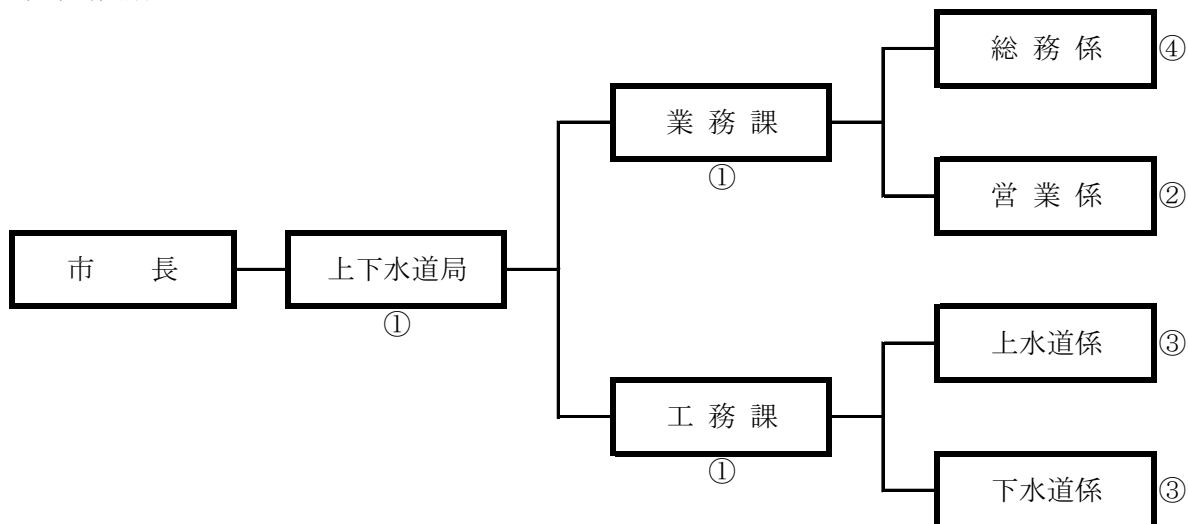 総 務 係 ④
業 務 課
①
営 業 係 ②
市 長
上下水道局
①
上水道係 ③
工 務 課
①
下水道係 ③